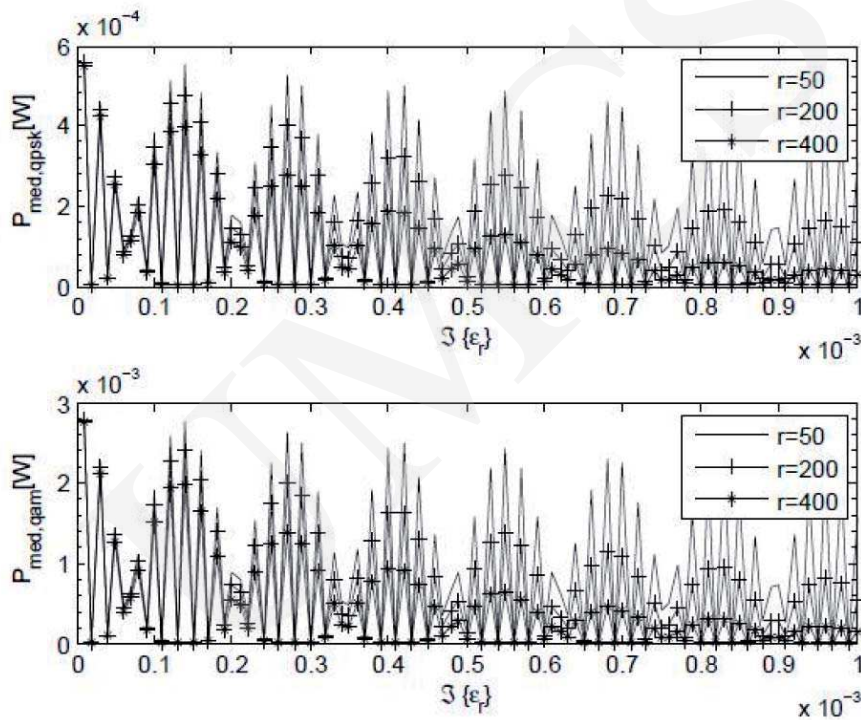 x 10⁻⁴
6
4
2
0
P_med,qpsk[W]
r=50
r=200
r=400
0 0.1 0.2 0.3 0.4 0.5 0.6 0.7 0.8 0.9 1
ℑ {ε_r}
x 10⁻³
x 10⁻³
3
2
1
0
P_med,qam[W]
r=50
r=200
r=400
0 0.1 0.2 0.3 0.4 0.5 0.6 0.7 0.8 0.9 1
ℑ {ε_r}
x 10⁻³
UMCS